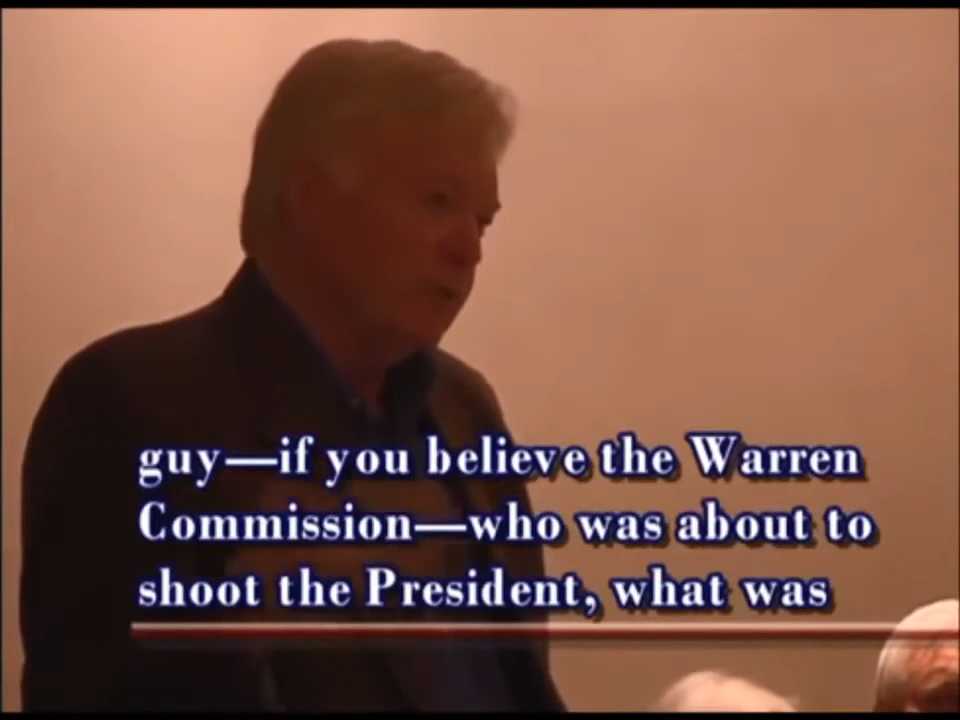 guy—if you believe the Warren
Commission—who was about to
shoot the President, what was